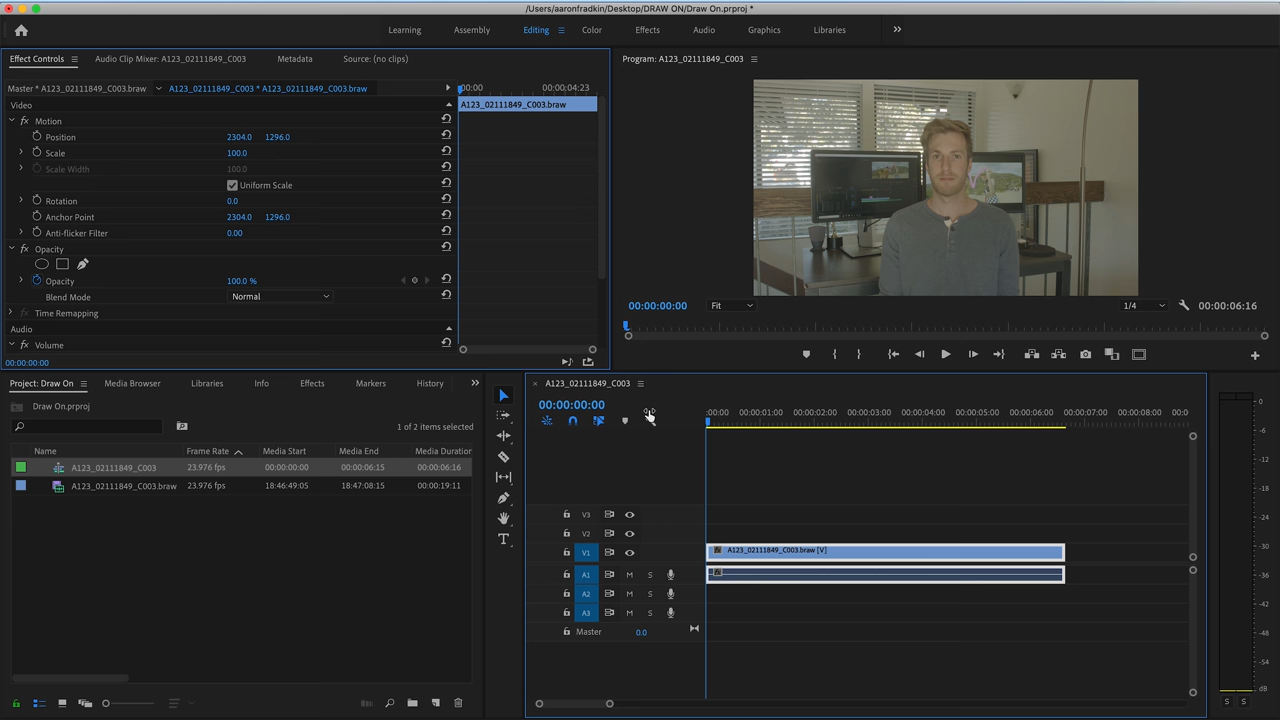 /Users/aaronfradkin/Desktop/DRAW ON/Draw On.prproj *
Learning Assembly Editing Color Effects Audio Graphics Libraries
Effect Controls Audio Clip Mixer: A123_02111849_C003 Metadata Source: (no clips)
Program: A123_02111849_C003
Master * A123_02111849_C003.braw A123_02111849_C003 * A123_02111849_C003.braw
:00:00 00:00:04:23
Video
A123_02111849_C003.braw
Motion
Position 2304.0 1296.0
Scale 100.0
Scale Width 100.0
Uniform Scale
Rotation 0.0
Anchor Point 2304.0 1296.0
Anti-flicker Filter 0.00
Opacity
Opacity 100.0 %
Blend Mode Normal
Time Remapping
Audio
Volume
00:00:00:00
00:00:00:00 Fit 1/4 00:00:06:16
Project: Draw On Media Browser Libraries Info Effects Markers History
Draw On.prproj
1 of 2 items selected
Name Frame Rate Media Start Media End Media Duration
A123_02111849_C003 23.976 fps 00:00:00:00 00:00:06:15 00:00:06:16
A123_02111849_C003.braw 23.976 fps 18:46:49:05 18:47:08:15 00:00:19:11
A123_02111849_C003
00:00:00:00
:00:00 00:00:01:00 00:00:02:00 00:00:03:00 00:00:04:00 00:00:05:00 00:00:06:00 00:00:07:00 00:00:08:00 00:0
V3
V2
V1 A123_02111849_C003.braw [V]
A1 M S
A2 M S
A3 M S
Master 0.0
0
-6
-12
-18
-24
-30
-36
-42
-48
-54
dB
S S